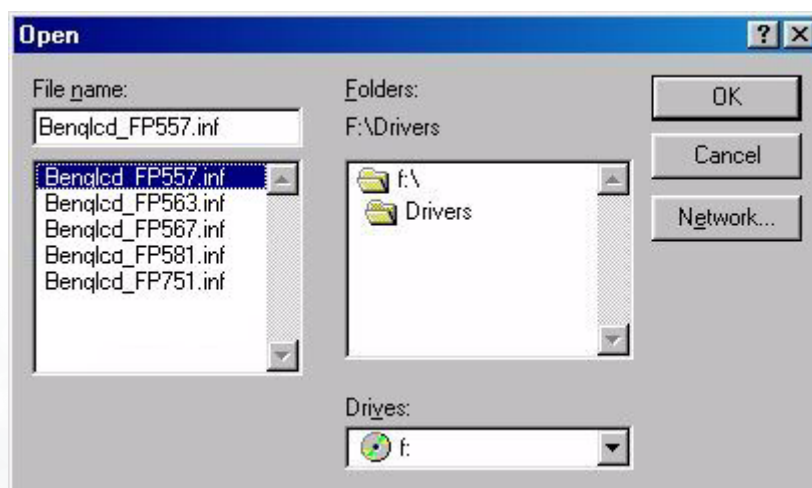 Open
File name:
Benqlcd_FP557.inf
Benqlcd_FP557.inf
Benqlcd_FP563.inf
Benqlcd_FP567.inf
Benqlcd_FP581.inf
Benqlcd_FP751.inf
Folders:
F:\Drivers
f:\
Drivers
Drives:
f:
OK
Cancel
Network...